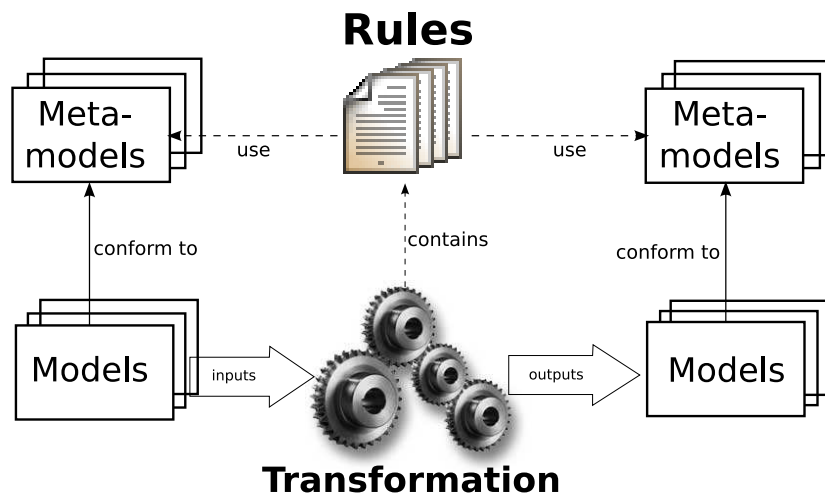 Rules
Meta-
models
use
use
Meta-
models
conform to
contains
conform to
Models
inputs
outputs
Models
Transformation